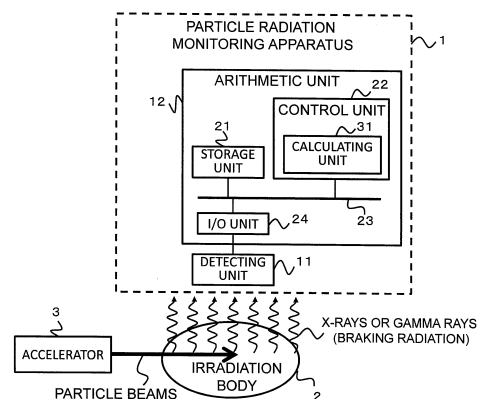 PARTICLE RADIATION
MONITORING APPARATUS
1
ARITHMETIC UNIT
12
22
CONTROL UNIT
21
31
STORAGE
UNIT
CALCULATING
UNIT
23
I/O UNIT
24
DETECTING
UNIT
11
3
X-RAYS OR GAMMA RAYS
(BRAKING RADIATION)
ACCELERATOR
IRRADIATION
BODY
PARTICLE BEAMS
2